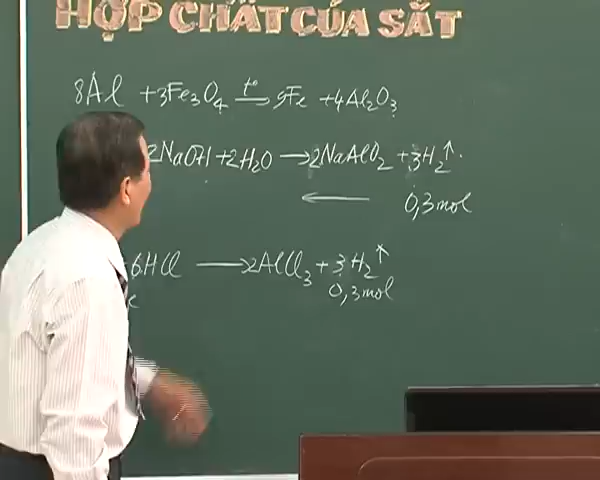 HỢP CHẤT CỦA SẮT
8Al + 3Fe₃O₄ t° → 9Fe + 4Al₂O₃
2NaOH + 2H₂O → 2NaAlO₂ + 3H₂↑
← 0,3mol
6HCl → 2AlCl₃ + 3H₂↑
0,3mol